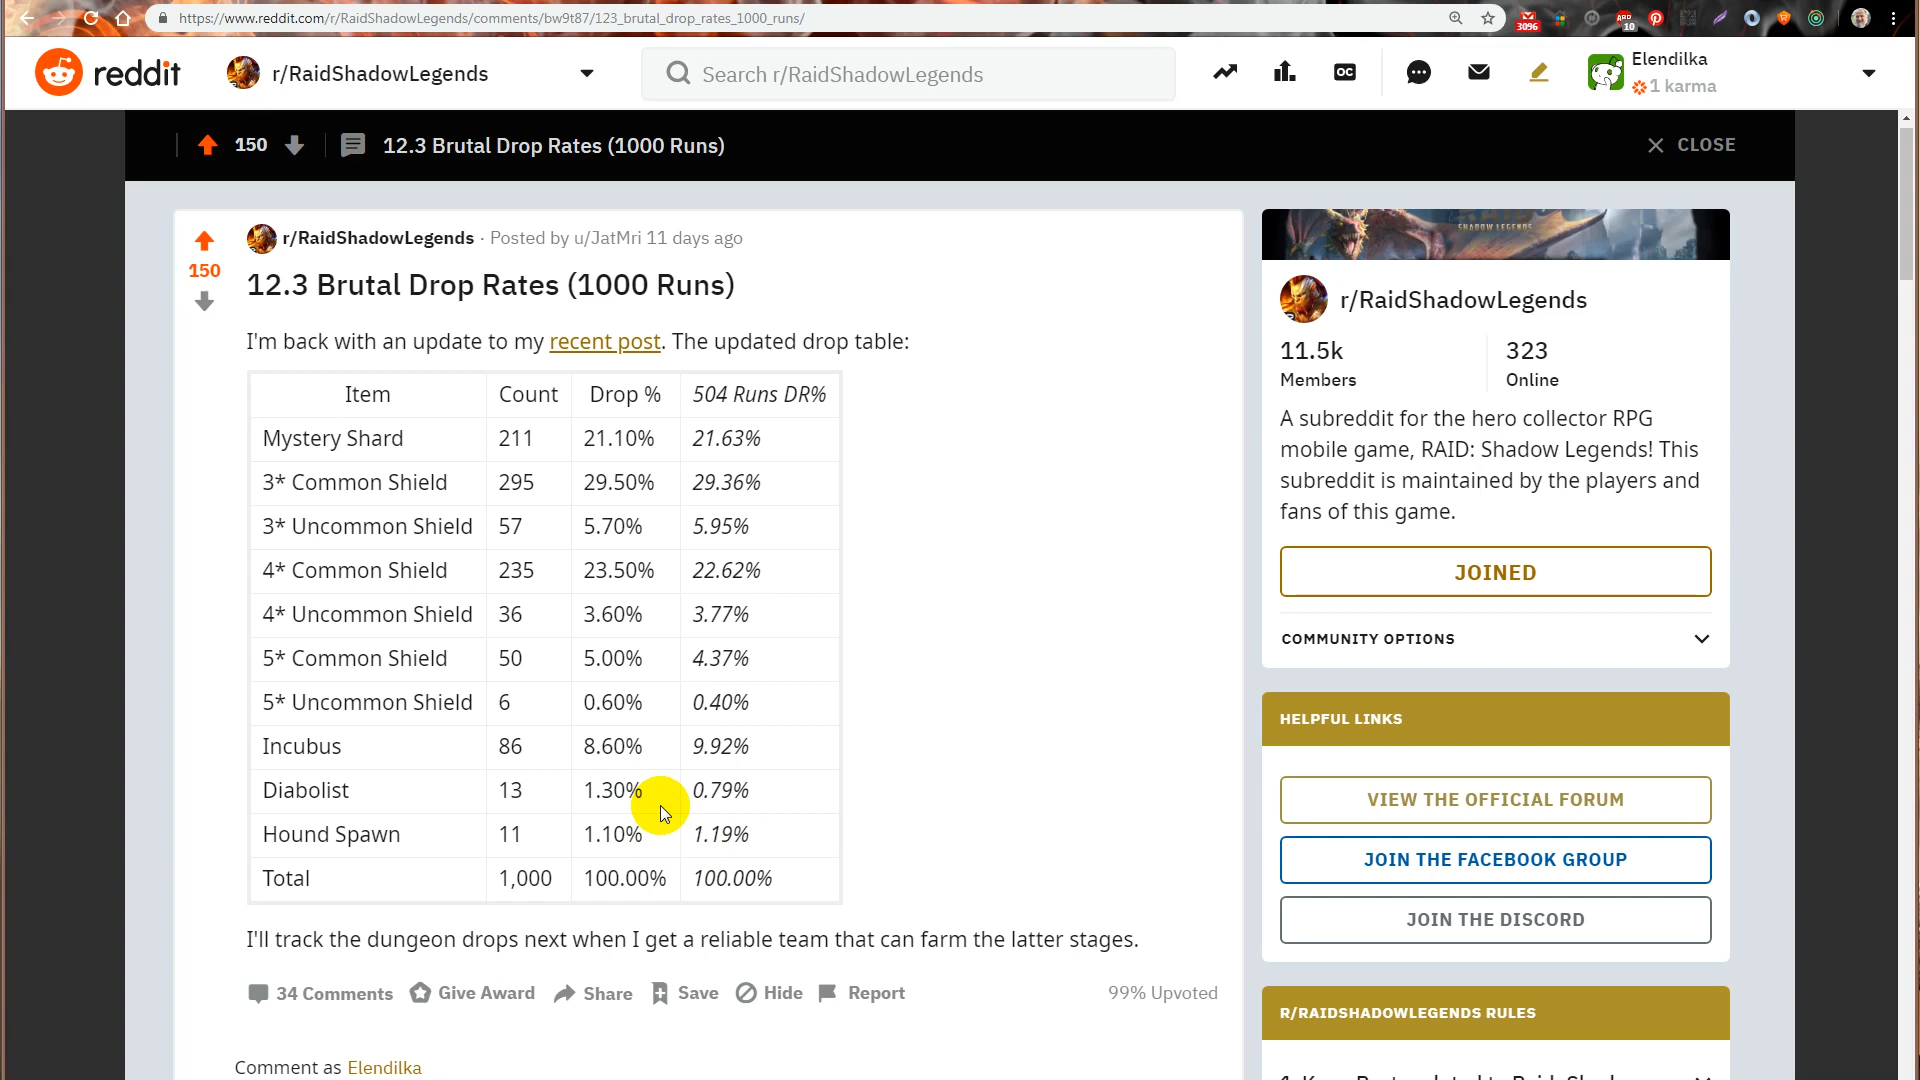 https://www.reddit.com/r/RaidShadowLegends/comments/bw9t87/123_brutal_drop_rates_1000_runs/
3096
ABP
10
reddit
r/RaidShadowLegends
Search r/RaidShadowLegends
OC
Elendilka
1 karma
150
12.3 Brutal Drop Rates (1000 Runs)
CLOSE
150
r/RaidShadowLegends · Posted by u/JatMri 11 days ago
12.3 Brutal Drop Rates (1000 Runs)
I'm back with an update to my recent post. The updated drop table:
Item Count Drop % 504 Runs DR%
Mystery Shard 211 21.10% 21.63%
3* Common Shield 295 29.50% 29.36%
3* Uncommon Shield 57 5.70% 5.95%
4* Common Shield 235 23.50% 22.62%
4* Uncommon Shield 36 3.60% 3.77%
5* Common Shield 50 5.00% 4.37%
5* Uncommon Shield 6 0.60% 0.40%
Incubus 86 8.60% 9.92%
Diabolist 13 1.30% 0.79%
Hound Spawn 11 1.10% 1.19%
Total 1,000 100.00% 100.00%
I'll track the dungeon drops next when I get a reliable team that can farm the latter stages.
34 Comments Give Award Share Save Hide Report 99% Upvoted
Comment as Elendilka
SHADOW LEGENDS
r/RaidShadowLegends
11.5k 323
Members Online
A subreddit for the hero collector RPG
mobile game, RAID: Shadow Legends! This
subreddit is maintained by the players and
fans of this game.
JOINED
COMMUNITY OPTIONS
HELPFUL LINKS
VIEW THE OFFICIAL FORUM
JOIN THE FACEBOOK GROUP
JOIN THE DISCORD
R/RAIDSHADOWLEGENDS RULES